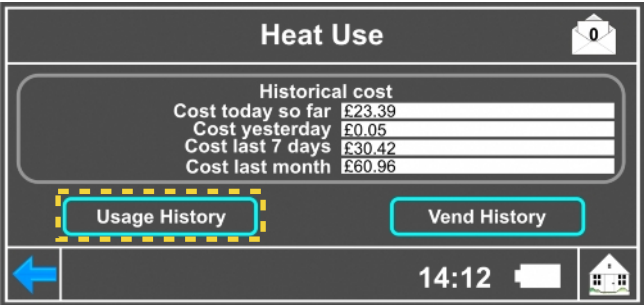 Heat Use
0
Historical cost
Cost today so far £23.39
Cost yesterday £0.05
Cost last 7 days £30.42
Cost last month £60.96
Usage History
Vend History
14:12